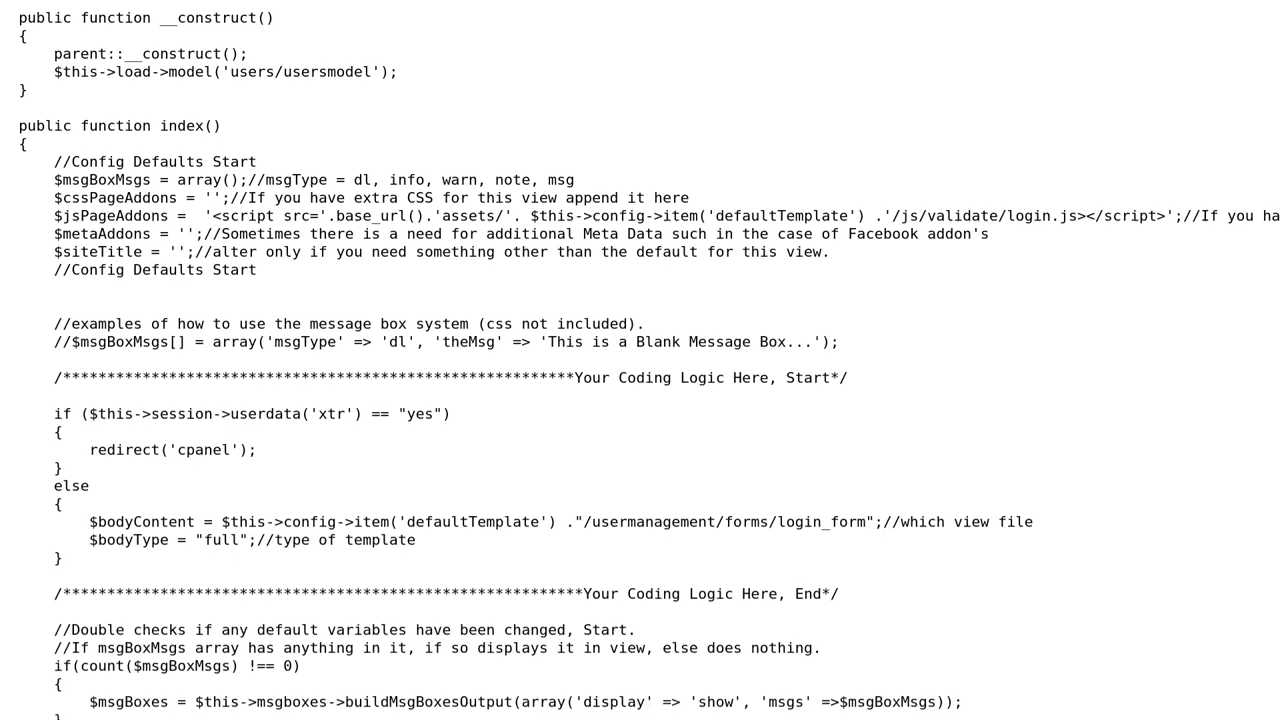 public function __construct()
{
    parent::__construct();
    $this->load->model('users/usersmodel');
}

public function index()
{
    //Config Defaults Start
    $msgBoxMsgs = array();//msgType = dl, info, warn, note, msg
    $cssPageAddons = '';//If you have extra CSS for this view append it here
    $jsPageAddons =  '<script src='.base_url().'assets/'. $this->config->item('defaultTemplate') .'/js/validate/login.js></script>';//If you ha
    $metaAddons = '';//Sometimes there is a need for additional Meta Data such in the case of Facebook addon's
    $siteTitle = '';//alter only if you need something other than the default for this view.
    //Config Defaults Start


    //examples of how to use the message box system (css not included).
    //$msgBoxMsgs[] = array('msgType' => 'dl', 'theMsg' => 'This is a Blank Message Box...');

    /**********************************************************Your Coding Logic Here, Start*/

    if ($this->session->userdata('xtr') == "yes")
    {
        redirect('cpanel');
    }
    else
    {
        $bodyContent = $this->config->item('defaultTemplate') ."/usermanagement/forms/login_form";//which view file
        $bodyType = "full";//type of template
    }

    /***********************************************************Your Coding Logic Here, End*/

    //Double checks if any default variables have been changed, Start.
    //If msgBoxMsgs array has anything in it, if so displays it in view, else does nothing.
    if(count($msgBoxMsgs) !== 0)
    {
        $msgBoxes = $this->msgboxes->buildMsgBoxesOutput(array('display' => 'show', 'msgs' =>$msgBoxMsgs));
    }